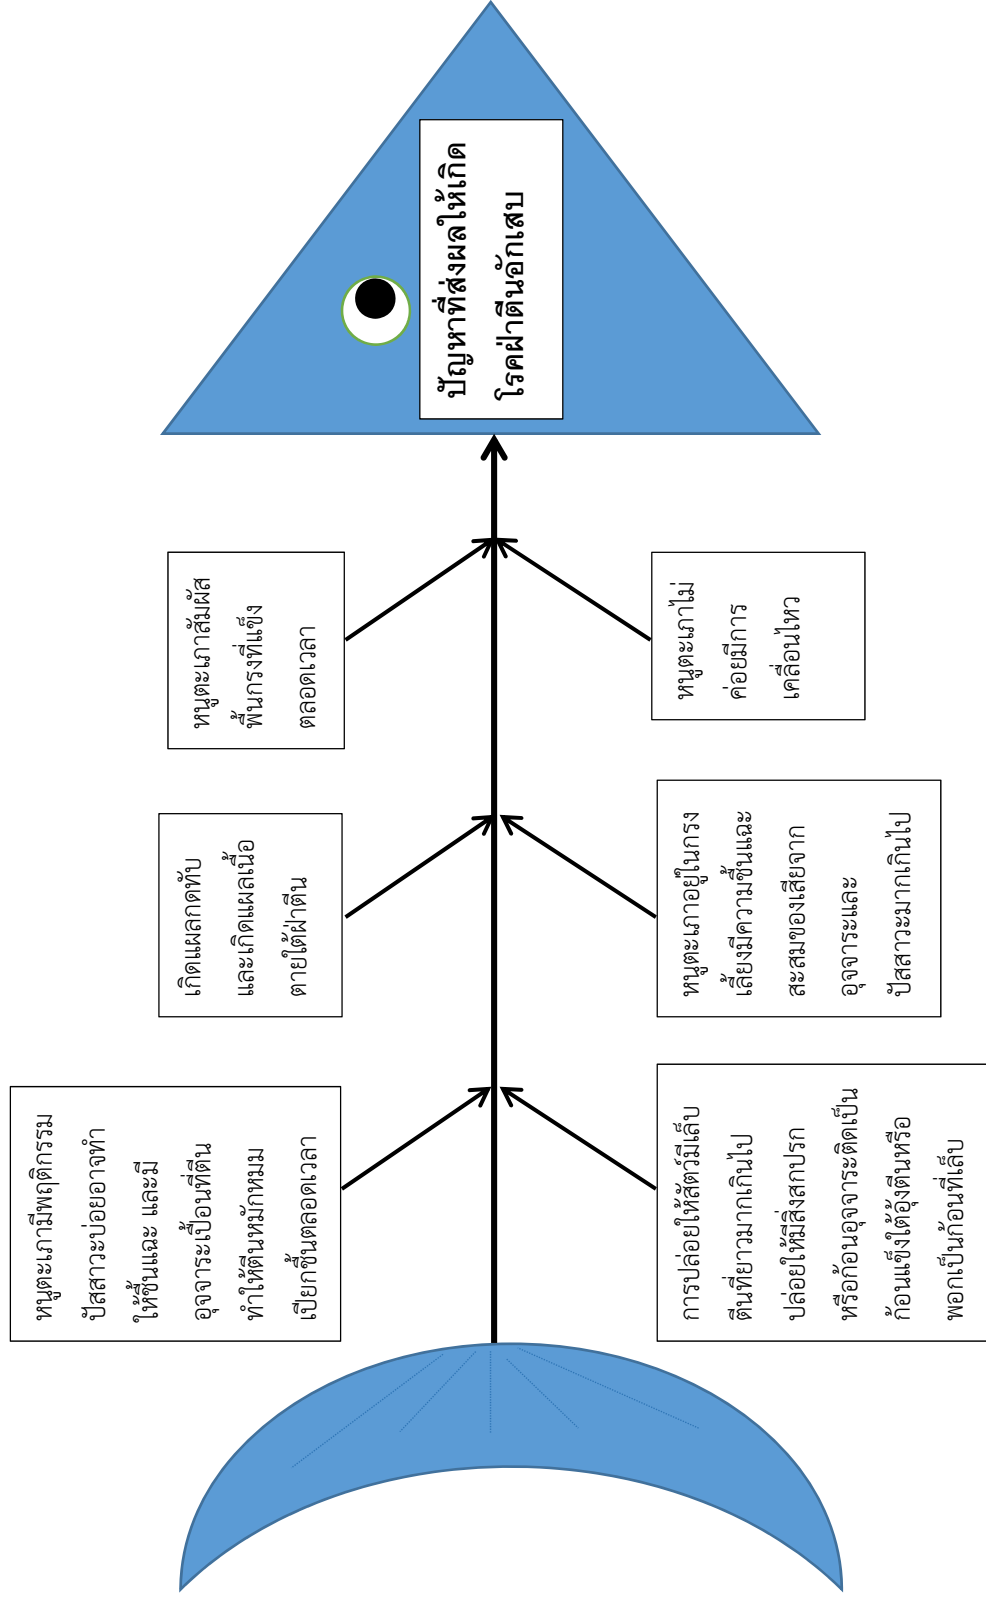 หนูตะเภามีพฤติกรรม
ปัสสาวะบ่อยอาจทำ
ให้ชื้นแฉะ และมี
อุจจาระเปื้อนที่ตีน
ทำให้ตีนหมักหมม
เปียกชื้นตลอดเวลา
เกิดแผลกดทับ
และเกิดแผลเนื้อ
ตายใต้ฝ่าตีน
หนูตะเภาสัมผัส
พื้นกรงที่แข็ง
ตลอดเวลา
ปัญหาที่ส่งผลให้เกิด
โรคฝ่าตีนอักเสบ
การปล่อยให้สัตว์มีเล็บ
ตีนที่ยาวมากเกินไป
ปล่อยให้มีสิ่งสกปรก
หรือก้อนอุจจาระติดเป็น
ก้อนแข็งใต้อุ้งตีนหรือ
พอกเป็นก้อนที่เล็บ
หนูตะเภาอยู่ในกรง
เลี้ยงมีความชื้นแฉะ
สะสมของเสียจาก
อุจจาระและ
ปัสสาวะมากเกินไป
หนูตะเภาไม่
ค่อยมีการ
เคลื่อนไหว